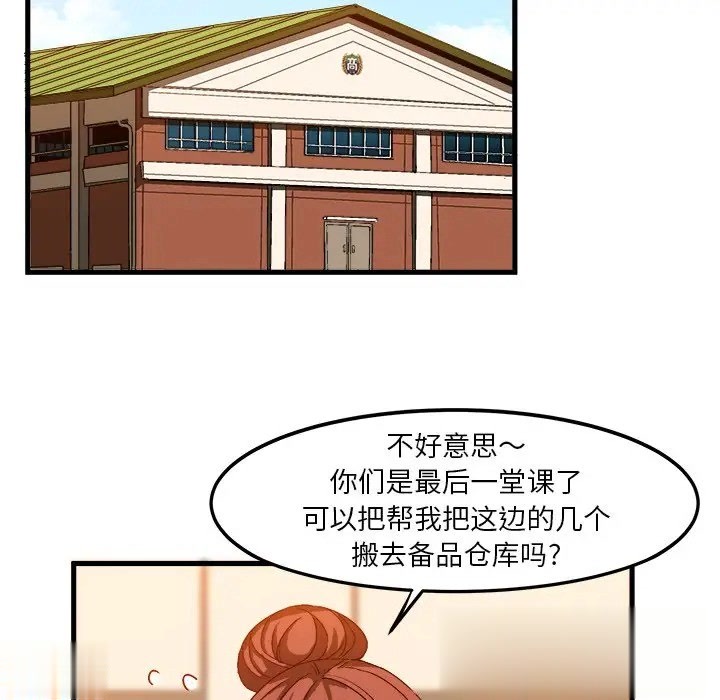 高
不好意思～
你们是最后一堂课了
可以把帮我把这边的几个
搬去备品仓库吗?